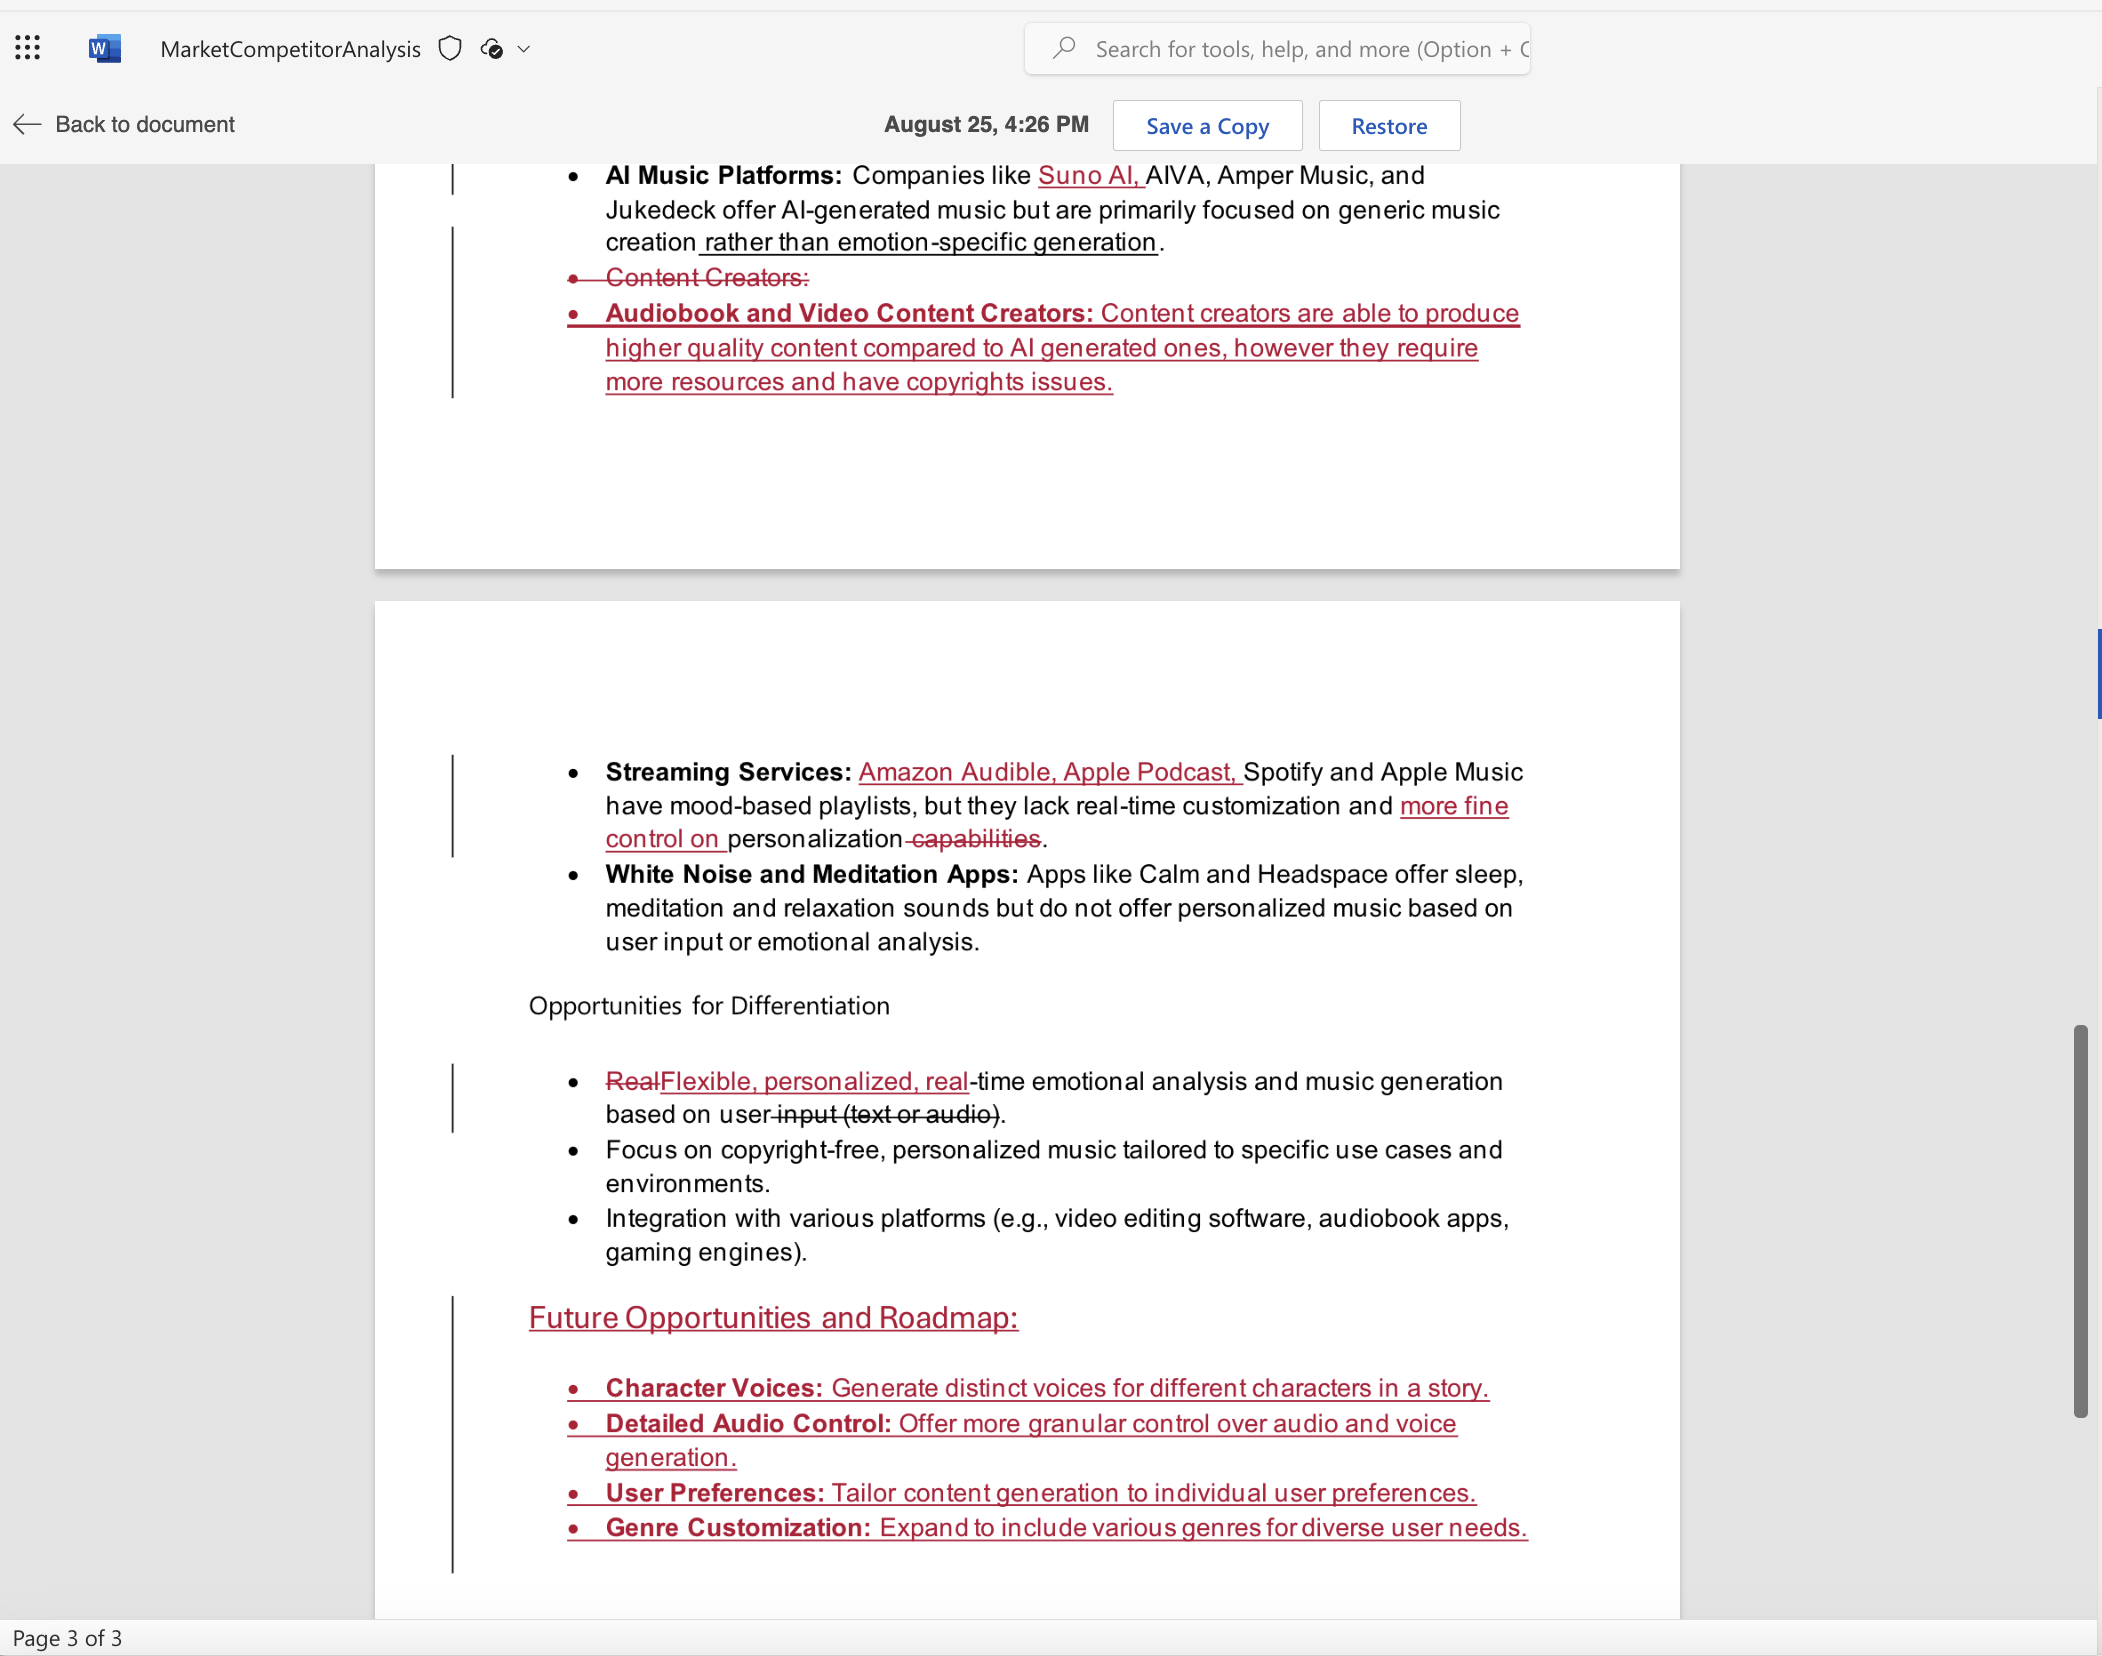 MarketCompetitorAnalysis
Search for tools, help, and more (Option +
Back to document
August 25, 4:26 PM
Save a Copy
Restore
• AI Music Platforms: Companies like Suno AI, AIVA, Amper Music, and
Jukedeck offer AI-generated music but are primarily focused on generic music
creation rather than emotion-specific generation.
• Content Creators:
• Audiobook and Video Content Creators: Content creators are able to produce
higher quality content compared to AI generated ones, however they require
more resources and have copyrights issues.
• Streaming Services: Amazon Audible, Apple Podcast, Spotify and Apple Music
have mood-based playlists, but they lack real-time customization and more fine
control on personalization capabilities.
• White Noise and Meditation Apps: Apps like Calm and Headspace offer sleep,
meditation and relaxation sounds but do not offer personalized music based on
user input or emotional analysis.
Opportunities for Differentiation
• RealFlexible, personalized, real-time emotional analysis and music generation
based on user input (text or audio).
• Focus on copyright-free, personalized music tailored to specific use cases and
environments.
• Integration with various platforms (e.g., video editing software, audiobook apps,
gaming engines).
Future Opportunities and Roadmap:
• Character Voices: Generate distinct voices for different characters in a story.
• Detailed Audio Control: Offer more granular control over audio and voice
generation.
• User Preferences: Tailor content generation to individual user preferences.
• Genre Customization: Expand to include various genres for diverse user needs.
Page 3 of 3